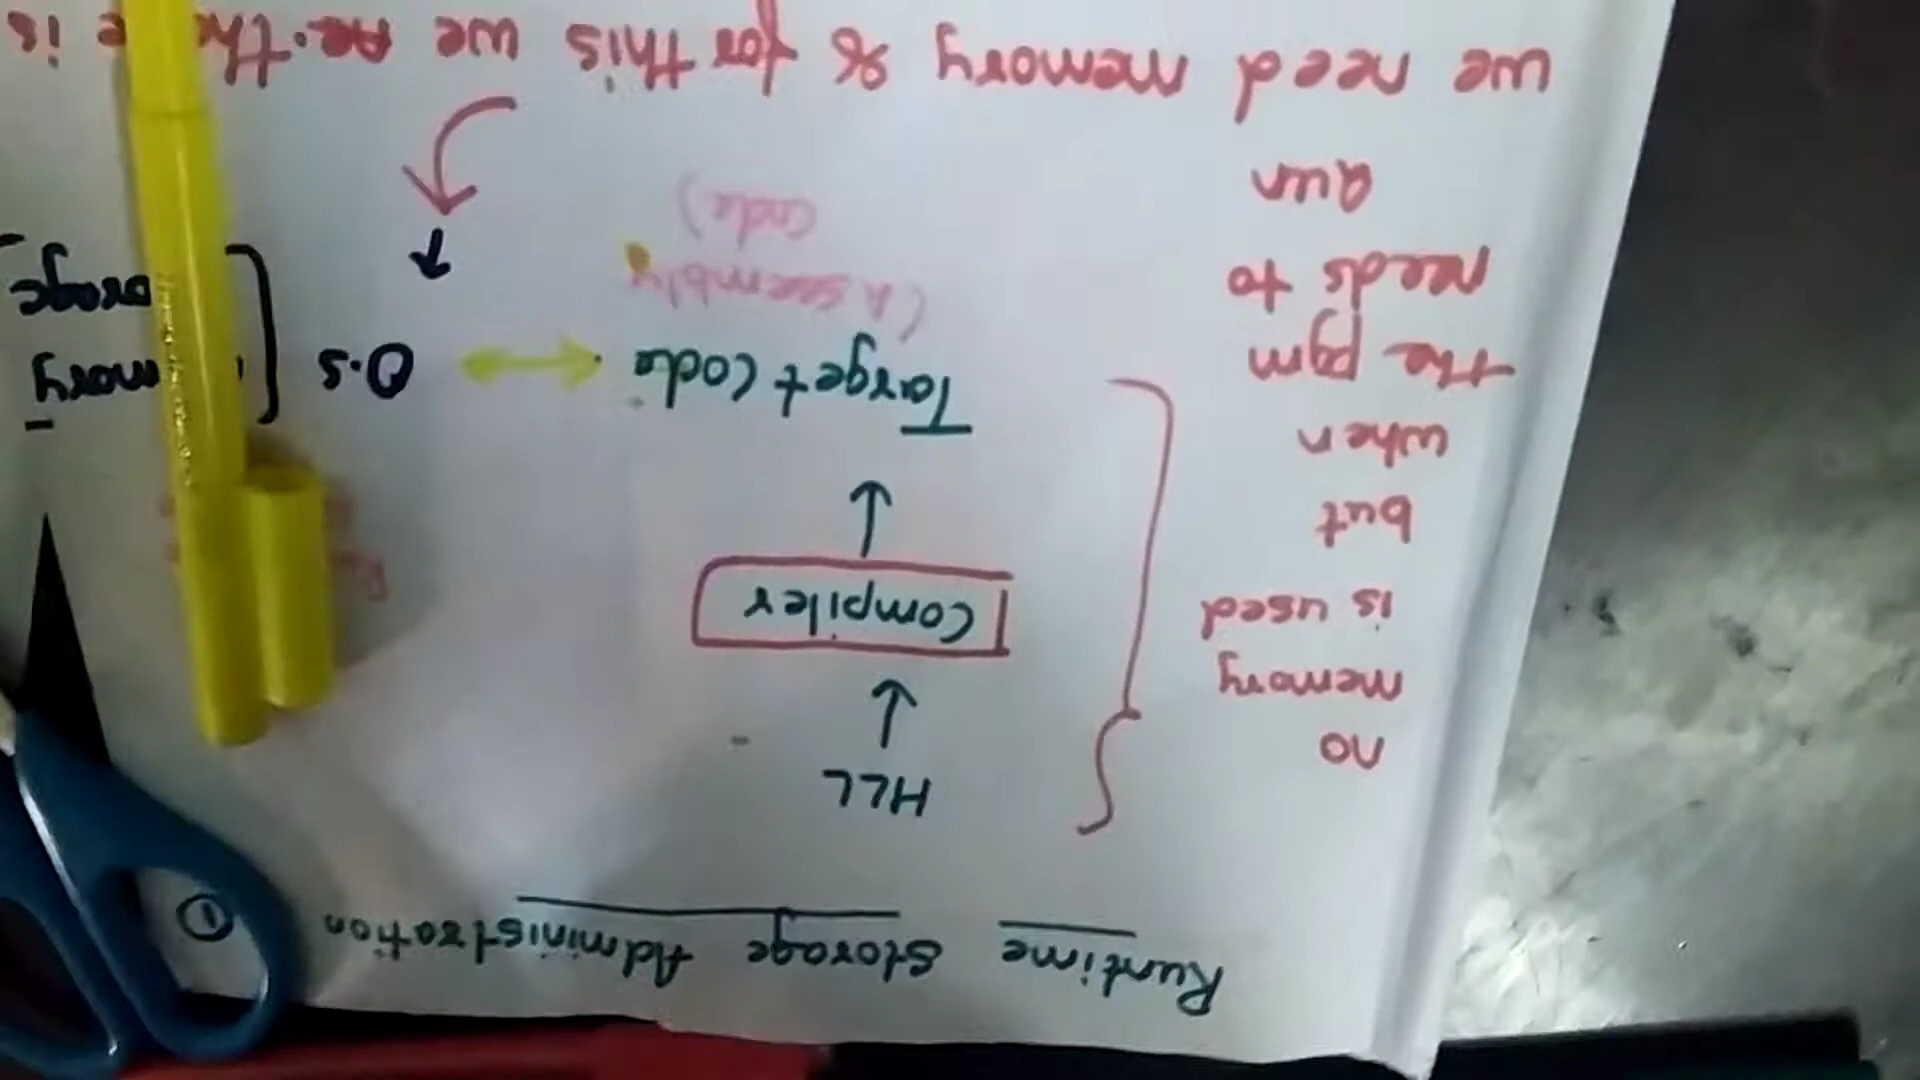 Runtime Storage Administration ①
HLL
Compiler
Target Code
(Assembly
Code)
no
memory
is used
but
when
the pgm
needs to
run
O.S
we need memory & for this we
is